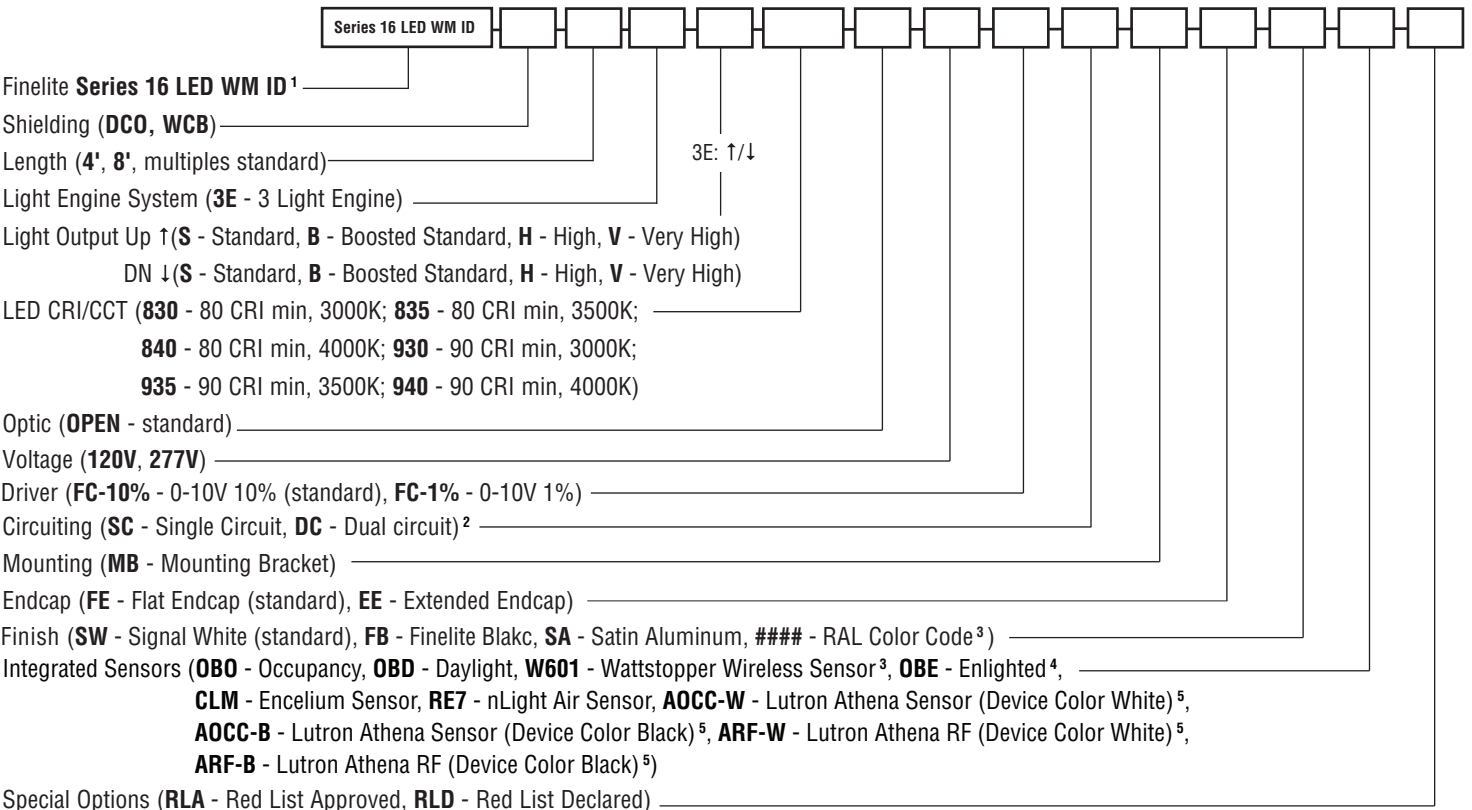 Series 16 LED WM ID
Finelite Series 16 LED WM ID 1
Shielding (DCO, WCB)
3E: ↑/↓
Length (4', 8', multiples standard)
Light Engine System (3E - 3 Light Engine)
Light Output Up ↑(S - Standard, B - Boosted Standard, H - High, V - Very High)
DN ↓(S - Standard, B - Boosted Standard, H - High, V - Very High)
LED CRI/CCT (830 - 80 CRI min, 3000K; 835 - 80 CRI min, 3500K;
840 - 80 CRI min, 4000K; 930 - 90 CRI min, 3000K;
935 - 90 CRI min, 3500K; 940 - 90 CRI min, 4000K)
Optic (OPEN - standard)
Voltage (120V, 277V)
Driver (FC-10% - 0-10V 10% (standard), FC-1% - 0-10V 1%)
Circuiting (SC - Single Circuit, DC - Dual circuit) 2
Mounting (MB - Mounting Bracket)
Endcap (FE - Flat Endcap (standard), EE - Extended Endcap)
Finish (SW - Signal White (standard), FB - Finelite Blakc, SA - Satin Aluminum, #### - RAL Color Code 3)
Integrated Sensors (OBO - Occupancy, OBD - Daylight, W601 - Wattstopper Wireless Sensor 3, OBE - Enlighted 4,
CLM - Encelium Sensor, RE7 - nLight Air Sensor, AOCC-W - Lutron Athena Sensor (Device Color White) 5,
AOCC-B - Lutron Athena Sensor (Device Color Black) 5, ARF-W - Lutron Athena RF (Device Color White) 5,
ARF-B - Lutron Athena RF (Device Color Black) 5)
Special Options (RLA - Red List Approved, RLD - Red List Declared)